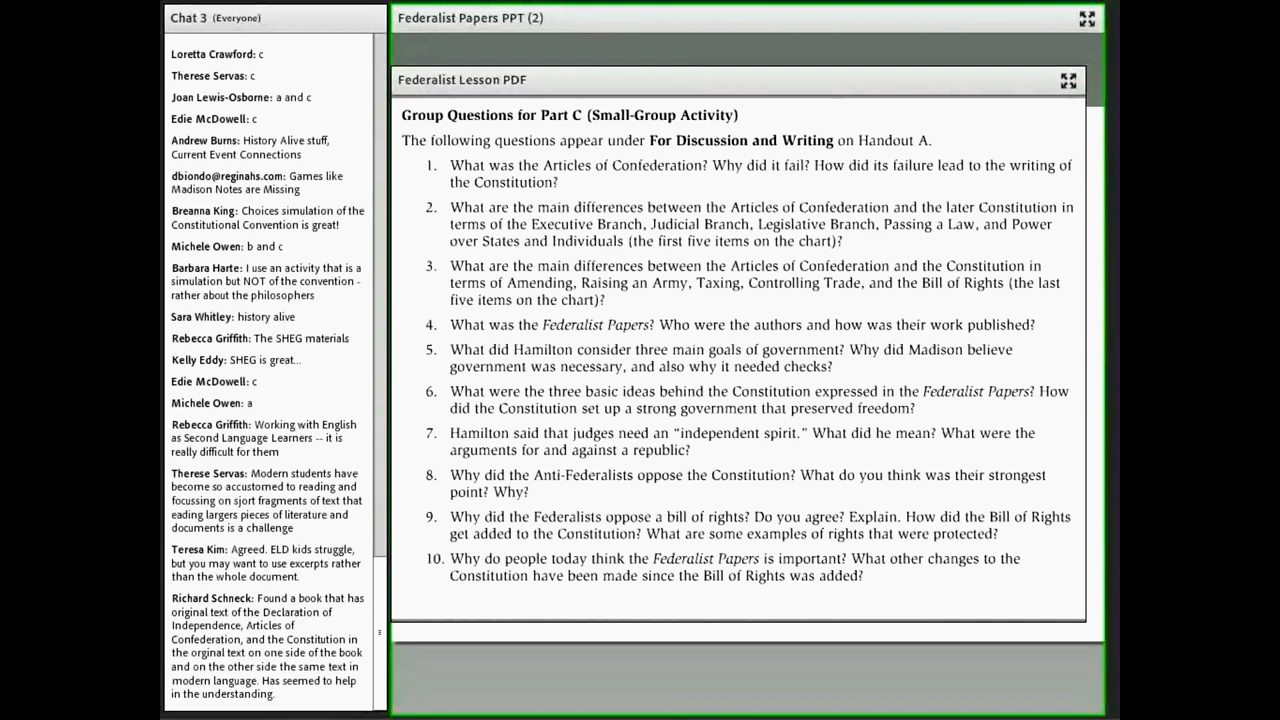 Chat 3 (Everyone)
Loretta Crawford: c
Therese Servas: c
Joan Lewis-Osborne: a and c
Edie McDowell: c
Andrew Burns: History Alive stuff,
Current Event Connections
dbiondo@reginahs.com: Games like
Madison Notes are Missing
Breanna King: Choices simulation of the
Constitutional Convention is great!
Michele Owen: b and c
Barbara Harte: I use an activity that is a
simulation but NOT of the convention -
rather about the philosophers
Sara Whitley: history alive
Rebecca Griffith: The SHEG materials
Kelly Eddy: SHEG is great...
Edie McDowell: c
Michele Owen: a
Rebecca Griffith: Working with English
as Second Language Learners -- it is
really difficult for them
Therese Servas: Modern students have
become so accustomed to reading and
focussing on sjort fragments of text that
eading largers pieces of literature and
documents is a challenge
Teresa Kim: Agreed. ELD kids struggle,
but you may want to use excerpts rather
than the whole document.
Richard Schneck: Found a book that has
original text of the Declaration of
Independence, Articles of
Confederation, and the Constitution in
the orginal text on one side of the book
and on the other side the same text in
modern language. Has seemed to help
in the understanding.
Federalist Papers PPT (2)
Federalist Lesson PDF
Group Questions for Part C (Small-Group Activity)
The following questions appear under For Discussion and Writing on Handout A.
1. What was the Articles of Confederation? Why did it fail? How did its failure lead to the writing of
the Constitution?
2. What are the main differences between the Articles of Confederation and the later Constitution in
terms of the Executive Branch, Judicial Branch, Legislative Branch, Passing a Law, and Power
over States and Individuals (the first five items on the chart)?
3. What are the main differences between the Articles of Confederation and the Constitution in
terms of Amending, Raising an Army, Taxing, Controlling Trade, and the Bill of Rights (the last
five items on the chart)?
4. What was the Federalist Papers? Who were the authors and how was their work published?
5. What did Hamilton consider three main goals of government? Why did Madison believe
government was necessary, and also why it needed checks?
6. What were the three basic ideas behind the Constitution expressed in the Federalist Papers? How
did the Constitution set up a strong government that preserved freedom?
7. Hamilton said that judges need an “independent spirit.” What did he mean? What were the
arguments for and against a republic?
8. Why did the Anti-Federalists oppose the Constitution? What do you think was their strongest
point? Why?
9. Why did the Federalists oppose a bill of rights? Do you agree? Explain. How did the Bill of Rights
get added to the Constitution? What are some examples of rights that were protected?
10. Why do people today think the Federalist Papers is important? What other changes to the
Constitution have been made since the Bill of Rights was added?